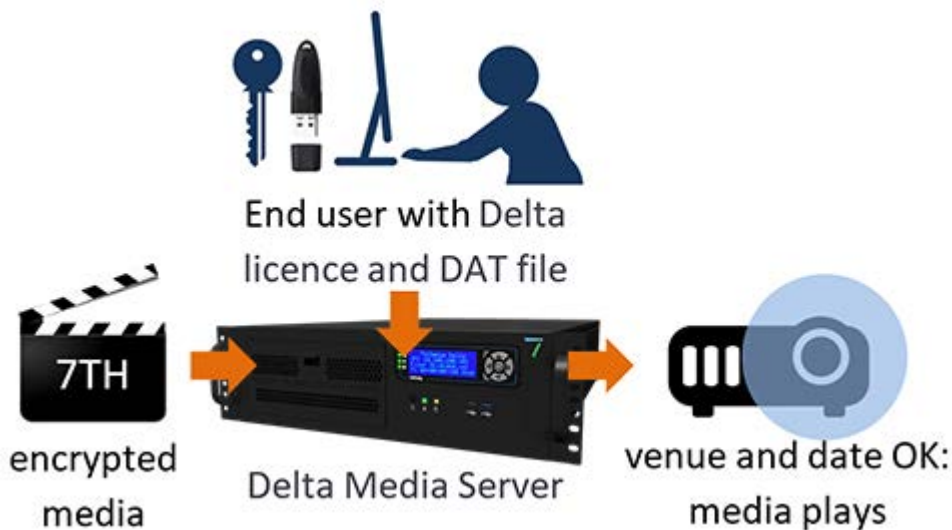 End user with Delta
licence and DAT file
7TH
encrypted
media
Delta Media Server
venue and date OK:
media plays